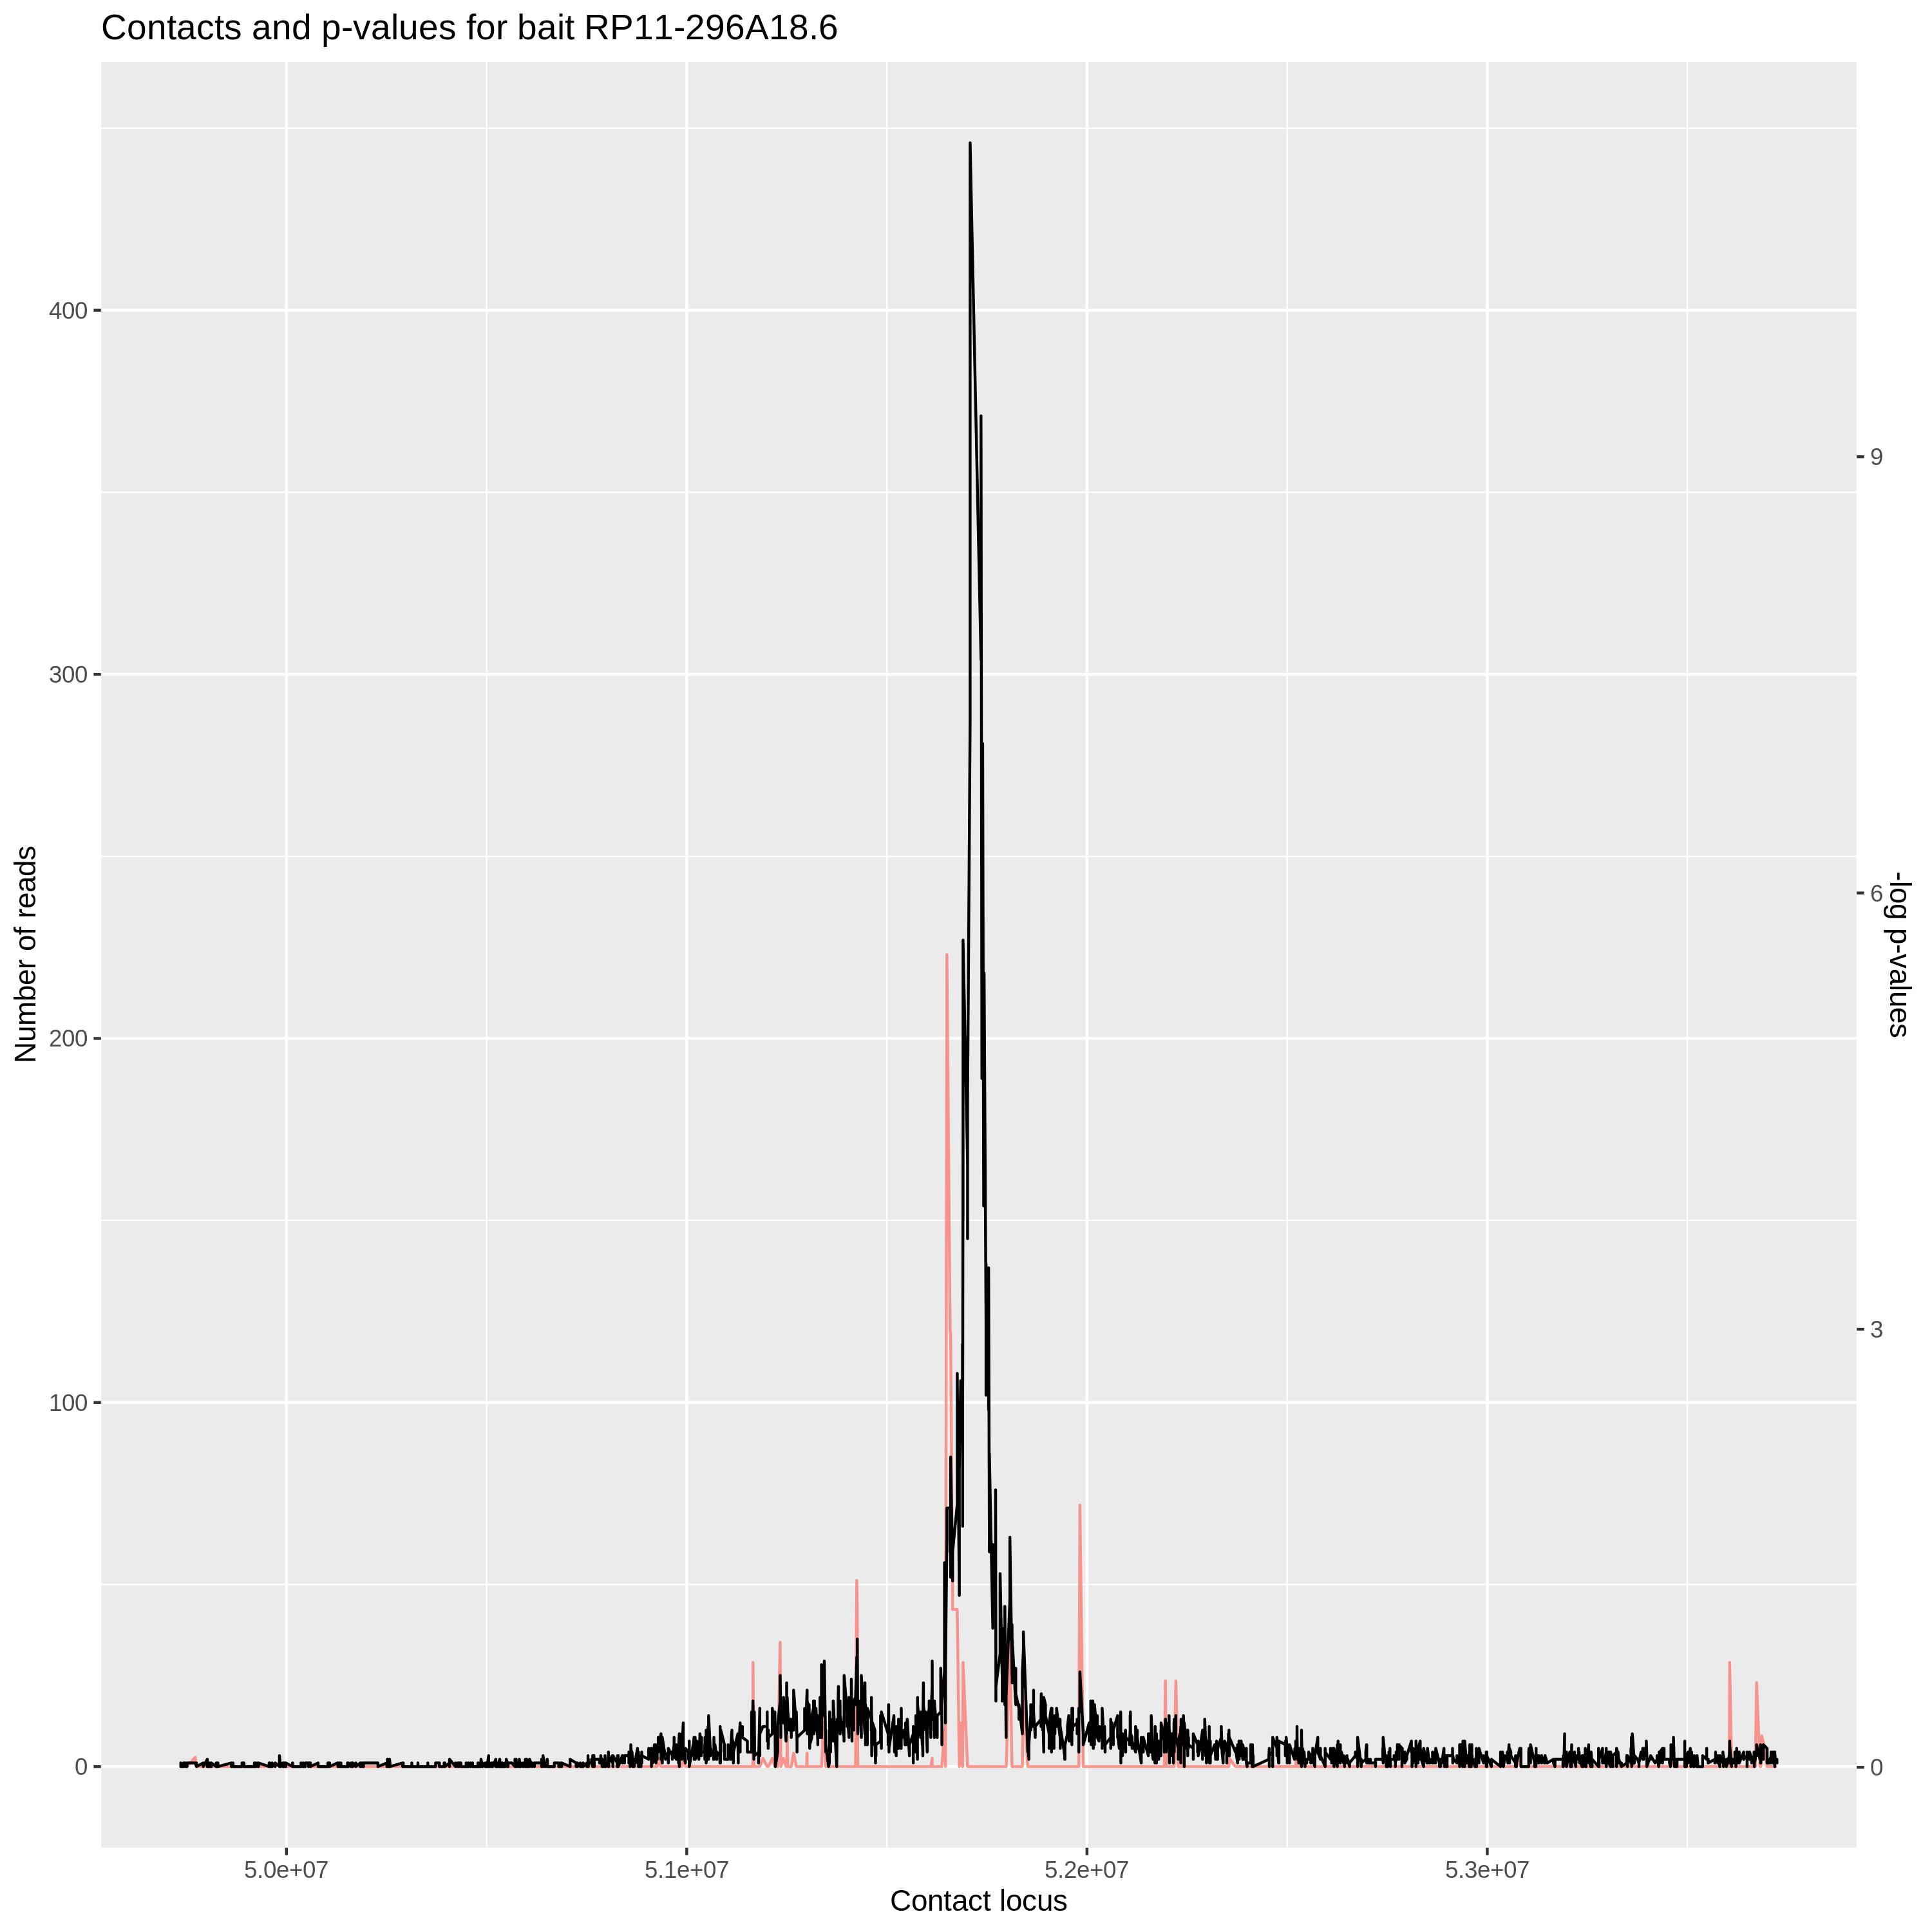 Contacts and p-values for bait RP11-296A18.6
400
300
200
100
0
Number of reads
9
6
3
0
-log p-values
5.0e+07 5.1e+07 5.2e+07 5.3e+07
Contact locus